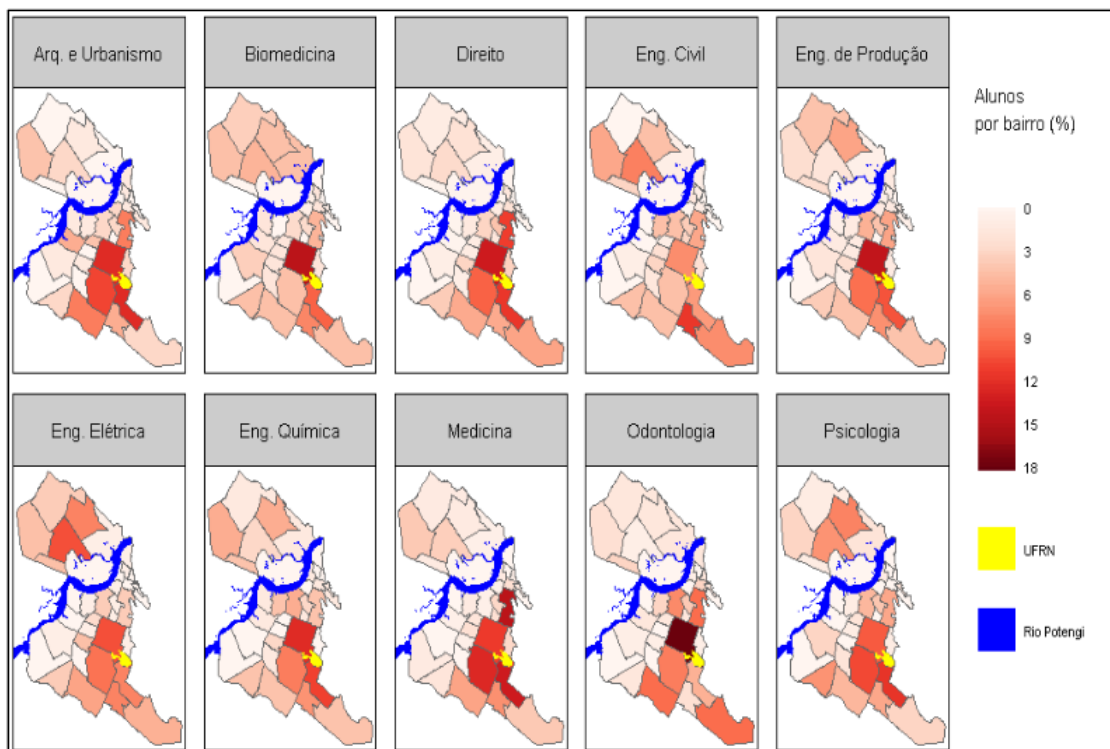 Arq. e Urbanismo
Biomedicina
Direito
Eng. Civil
Eng. de Produção
Alunos
por bairro (%)
0
3
6
9
12
15
18
Eng. Elétrica
Eng. Química
Medicina
Odontologia
Psicologia
UFRN
Rio Potengi